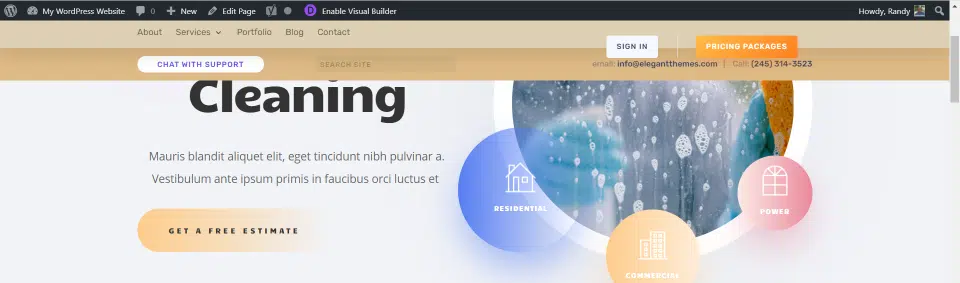 My WordPress Website 0 New Edit Page Enable Visual Builder Howdy, Randy
About Services Portfolio Blog Contact
SIGN IN PRICING PACKAGES
CHAT WITH SUPPORT SEARCH SITE email: info@elegantthemes.com | Call: (245) 314-3523
Cleaning
Mauris blandit aliquet elit, eget tincidunt nibh pulvinar a.
Vestibulum ante ipsum primis in faucibus orci luctus et
RESIDENTIAL
POWER
GET A FREE ESTIMATE
COMMERCIAL